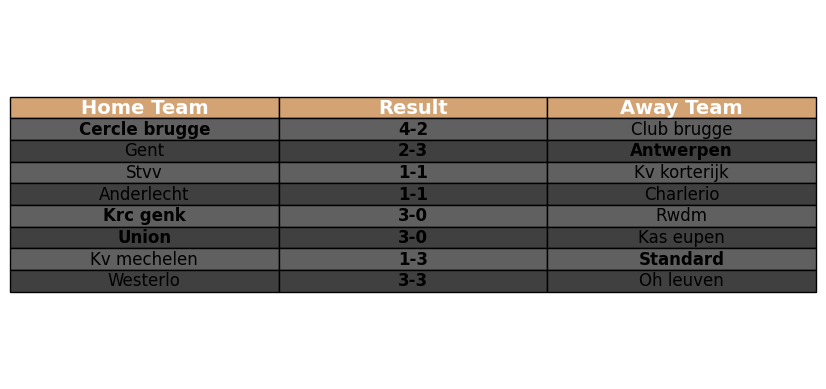 Home Team Result Away Team
Cercle brugge 4-2 Club brugge
Gent 2-3 Antwerpen
Stvv 1-1 Kv korterijk
Anderlecht 1-1 Charlerio
Krc genk 3-0 Rwdm
Union 3-0 Kas eupen
Kv mechelen 1-3 Standard
Westerlo 3-3 Oh leuven